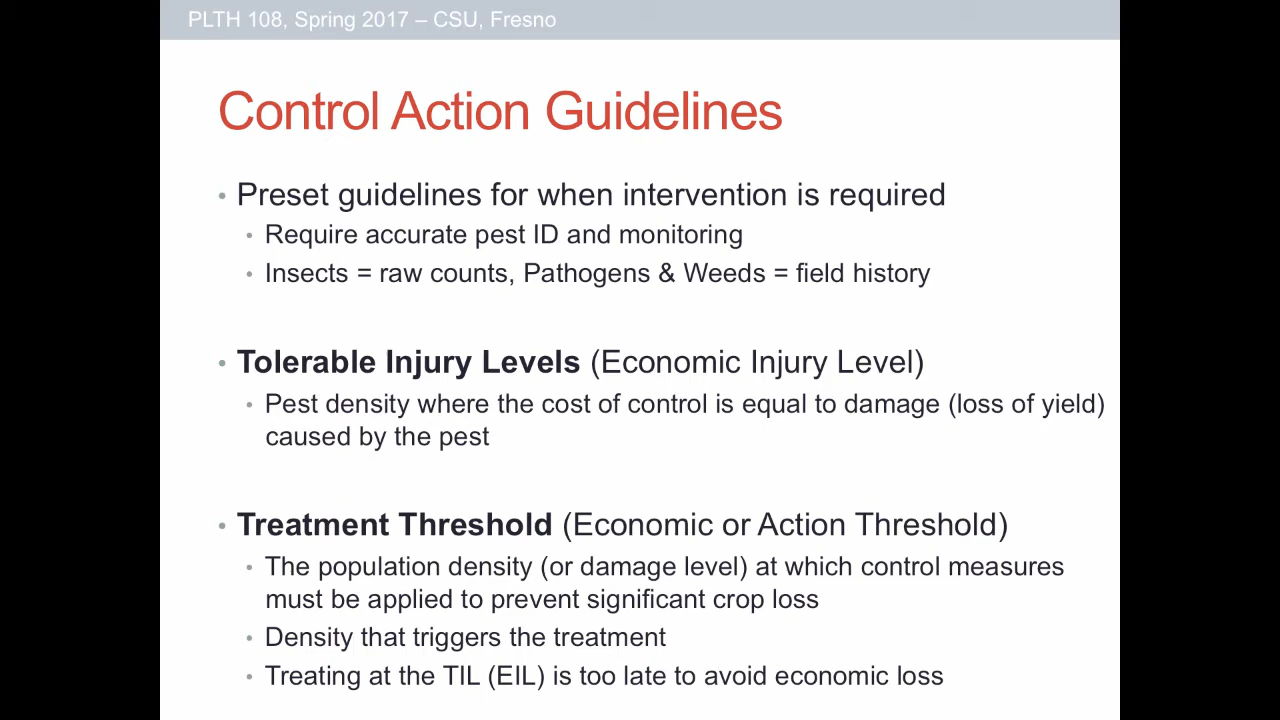 PLTH 108, Spring 2017 – CSU, Fresno
Control Action Guidelines
• Preset guidelines for when intervention is required
• Require accurate pest ID and monitoring
• Insects = raw counts, Pathogens & Weeds = field history
• Tolerable Injury Levels (Economic Injury Level)
• Pest density where the cost of control is equal to damage (loss of yield)
caused by the pest
• Treatment Threshold (Economic or Action Threshold)
• The population density (or damage level) at which control measures
must be applied to prevent significant crop loss
• Density that triggers the treatment
• Treating at the TIL (EIL) is too late to avoid economic loss